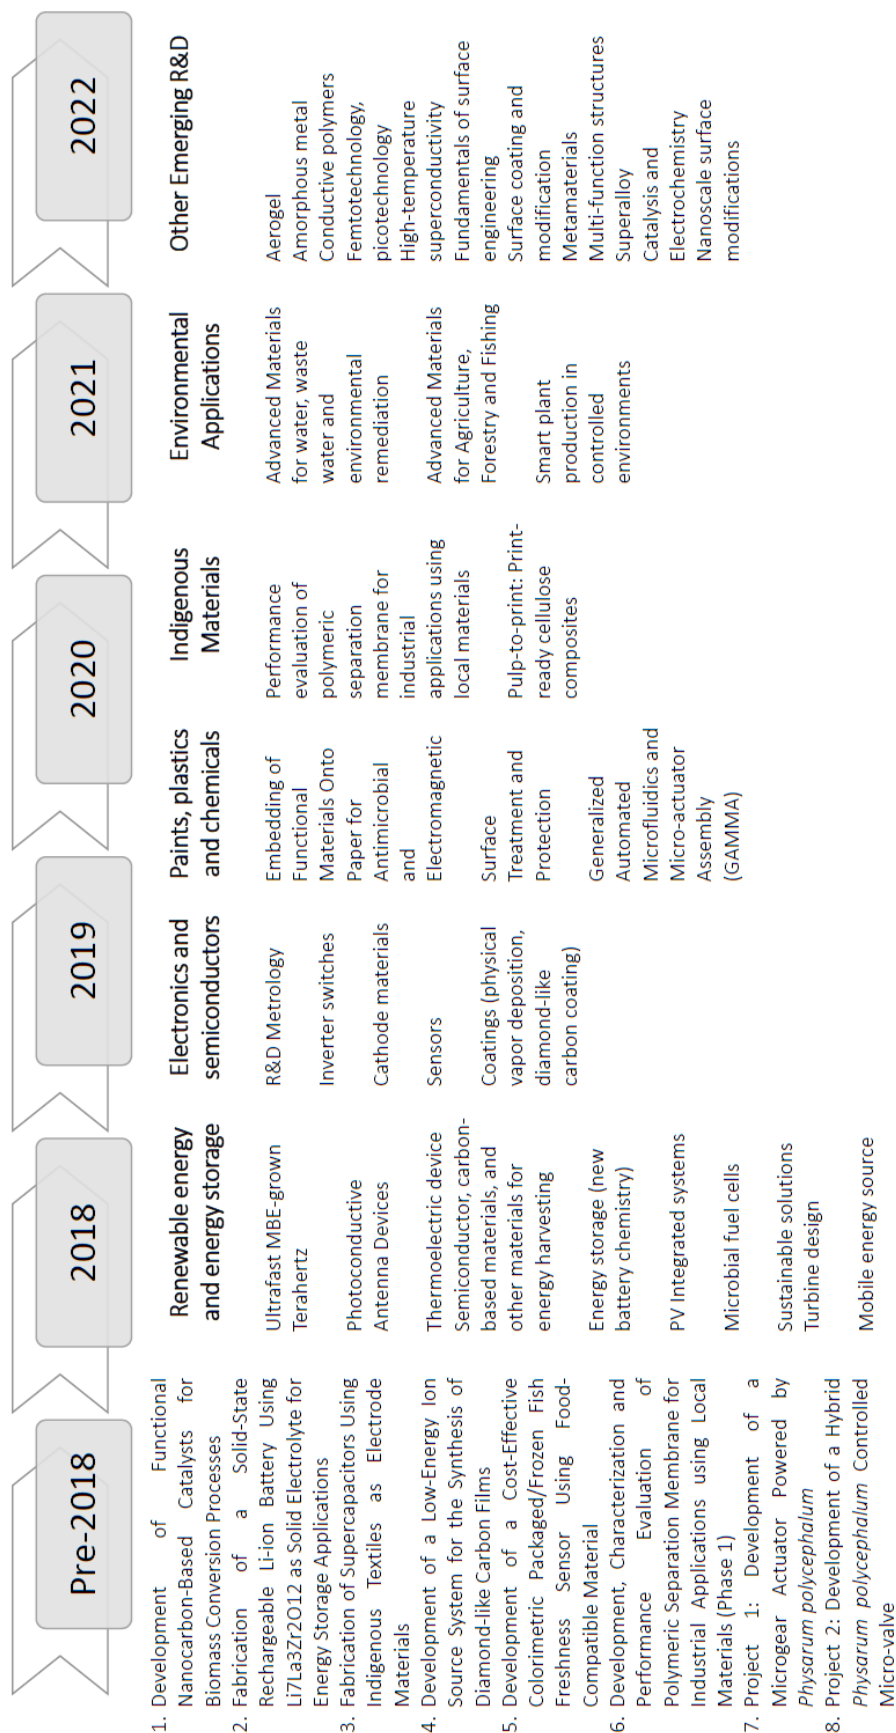 Pre-2018
1. Development of Functional
Nanocarbon-Based Catalysts for
Biomass Conversion Processes
2. Fabrication of a Solid-State
Rechargeable Li-ion Battery Using
Li7La3Zr2O12 as Solid Electrolyte for
Energy Storage Applications
3. Fabrication of Supercapacitors Using
Indigenous Textiles as Electrode
Materials
4. Development of a Low-Energy Ion
Source System for the Synthesis of
Diamond-like Carbon Films
5. Development of a Cost-Effective
Colorimetric Packaged/Frozen Fish
Freshness Sensor Using Food-
Compatible Material
6. Development, Characterization and
Performance Evaluation of
Polymeric Separation Membrane for
Industrial Applications using Local
Materials (Phase 1)
7. Project 1: Development of a
Microgear Actuator Powered by
Physarum polycephalum
8. Project 2: Development of a Hybrid
Physarum polycephalum Controlled
Micro-valve
2018
Renewable energy
and energy storage
Ultrafast MBE-grown
Terahertz
Photoconductive
Antenna Devices
Thermoelectric device
Semiconductor, carbon-
based materials, and
other materials for
energy harvesting
Energy storage (new
battery chemistry)
PV Integrated systems
Microbial fuel cells
Sustainable solutions
Turbine design
Mobile energy source
2019
Electronics and
semiconductors
R&D Metrology
Inverter switches
Cathode materials
Sensors
Coatings (physical
vapor deposition,
diamond-like
carbon coating)
2020
Paints, plastics
and chemicals
Embedding of
Functional
Materials Onto
Paper for
Antimicrobial
and
Electromagnetic
Surface
Treatment and
Protection
Generalized
Automated
Microfluidics and
Micro-actuator
Assembly
(GAMMA)
Indigenous
Materials
Performance
evaluation of
polymeric
separation
membrane for
industrial
applications using
local materials
Pulp-to-print: Print-
ready cellulose
composites
2021
Environmental
Applications
Advanced Materials
for water, waste
water and
environmental
remediation
Advanced Materials
for Agriculture,
Forestry and Fishing
Smart plant
production in
controlled
environments
2022
Other Emerging R&D
Aerogel
Amorphous metal
Conductive polymers
Femtotechnology,
picotechnology
High-temperature
superconductivity
Fundamentals of surface
engineering
Surface coating and
modification
Metamaterials
Multi-function structures
Superalloy
Catalysis and
Electrochemistry
Nanoscale surface
modifications